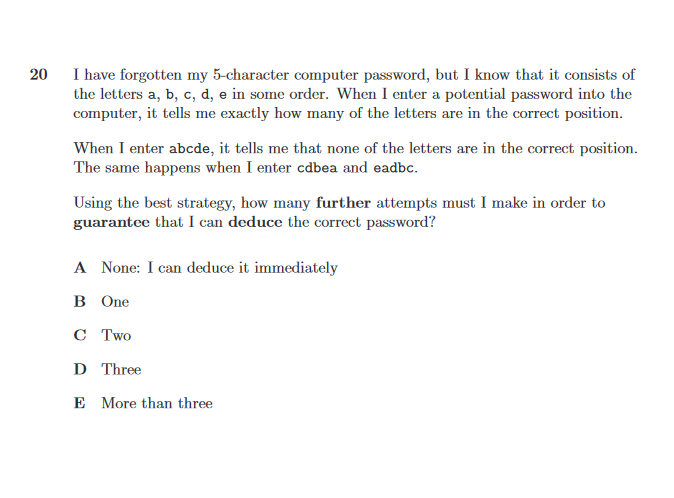 20 I have forgotten my 5-character computer password, but I know that it consists of
the letters a, b, c, d, e in some order. When I enter a potential password into the
computer, it tells me exactly how many of the letters are in the correct position.
When I enter abcde, it tells me that none of the letters are in the correct position.
The same happens when I enter cdbea and eadbc.
Using the best strategy, how many further attempts must I make in order to
guarantee that I can deduce the correct password?
A None: I can deduce it immediately
B One
C Two
D Three
E More than three